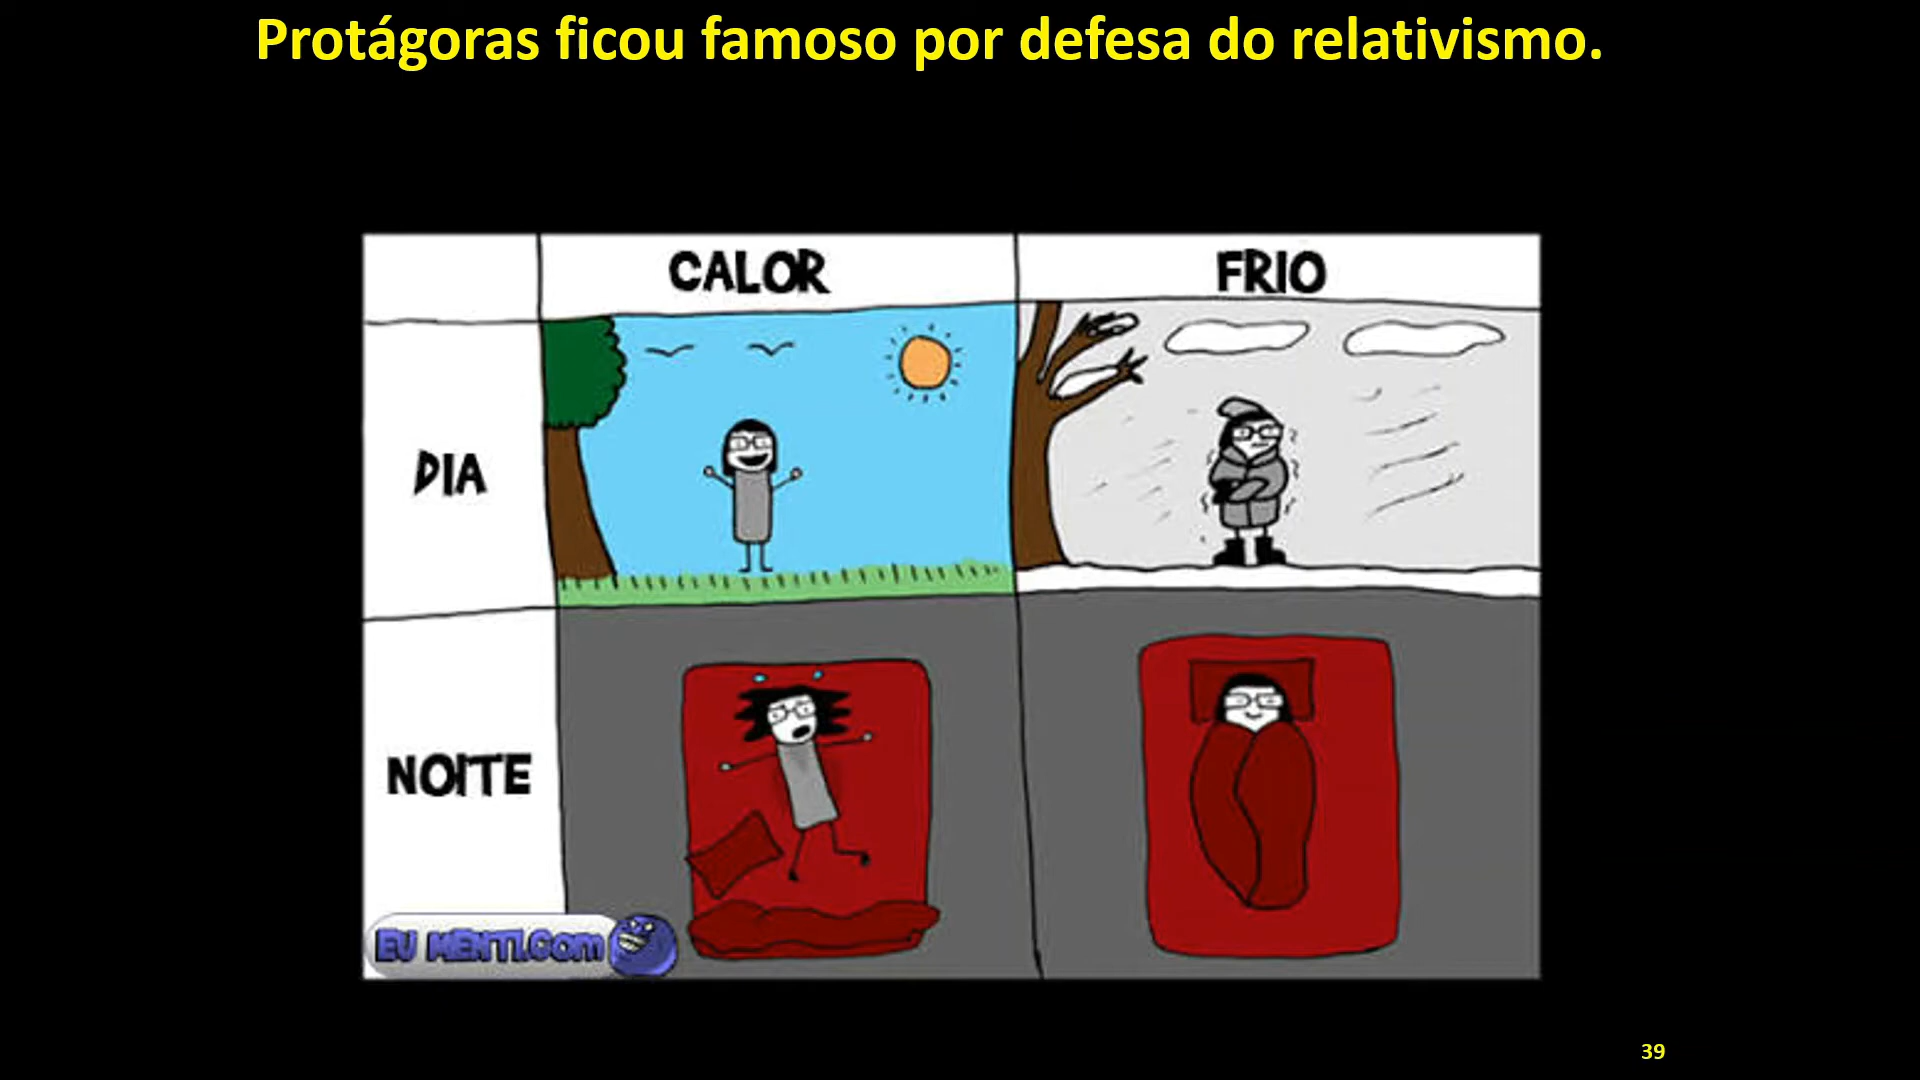 Protágoras ficou famoso por defesa do relativismo.
CALOR
FRIO
DIA
NOITE
EU MENTI.COM
39